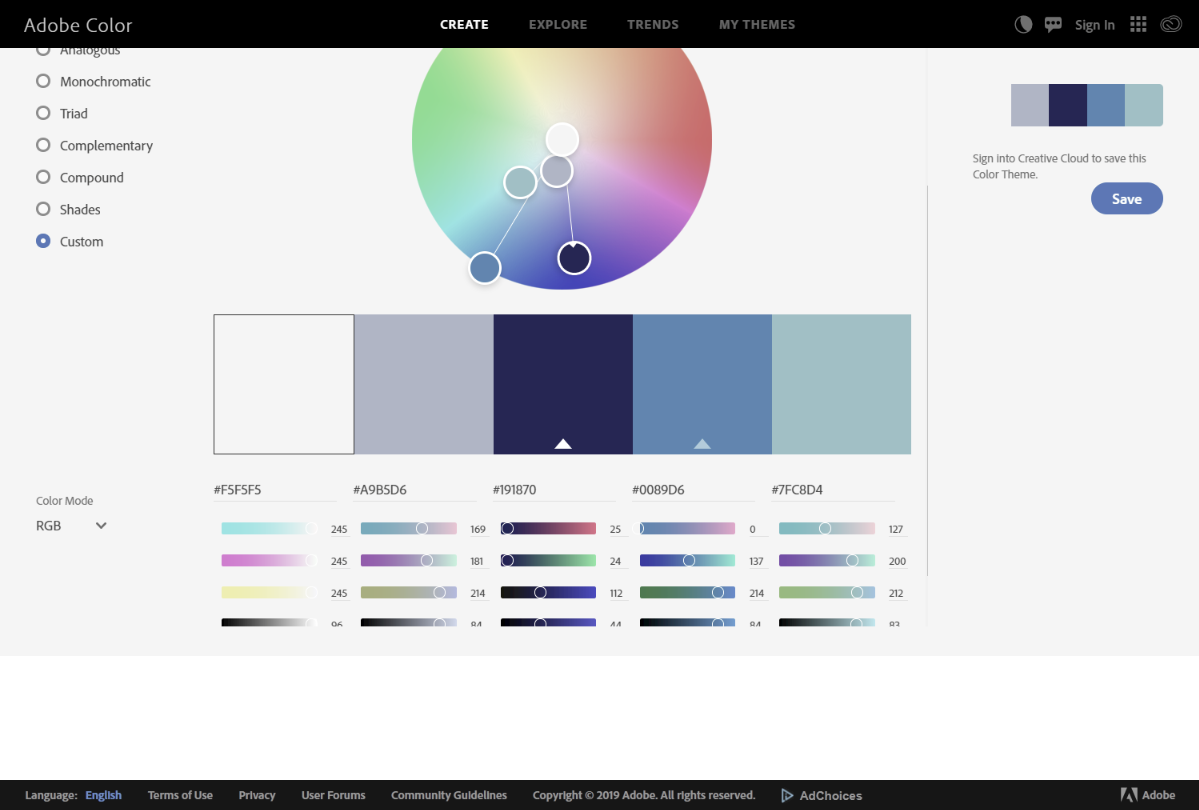 Adobe Color
CREATE EXPLORE TRENDS MY THEMES
Sign In
Analogous
Monochromatic
Triad
Complementary
Compound
Shades
Custom
Sign into Creative Cloud to save this
Color Theme.
Save
#F5F5F5 #A9B5D6 #191870 #0089D6 #7FC8D4
Color Mode
RGB
245 169 25 0 127
245 181 24 137 200
245 214 112 214 212
96 84 44 84 83
Language: English Terms of Use Privacy User Forums Community Guidelines Copyright © 2019 Adobe. All rights reserved. AdChoices Adobe